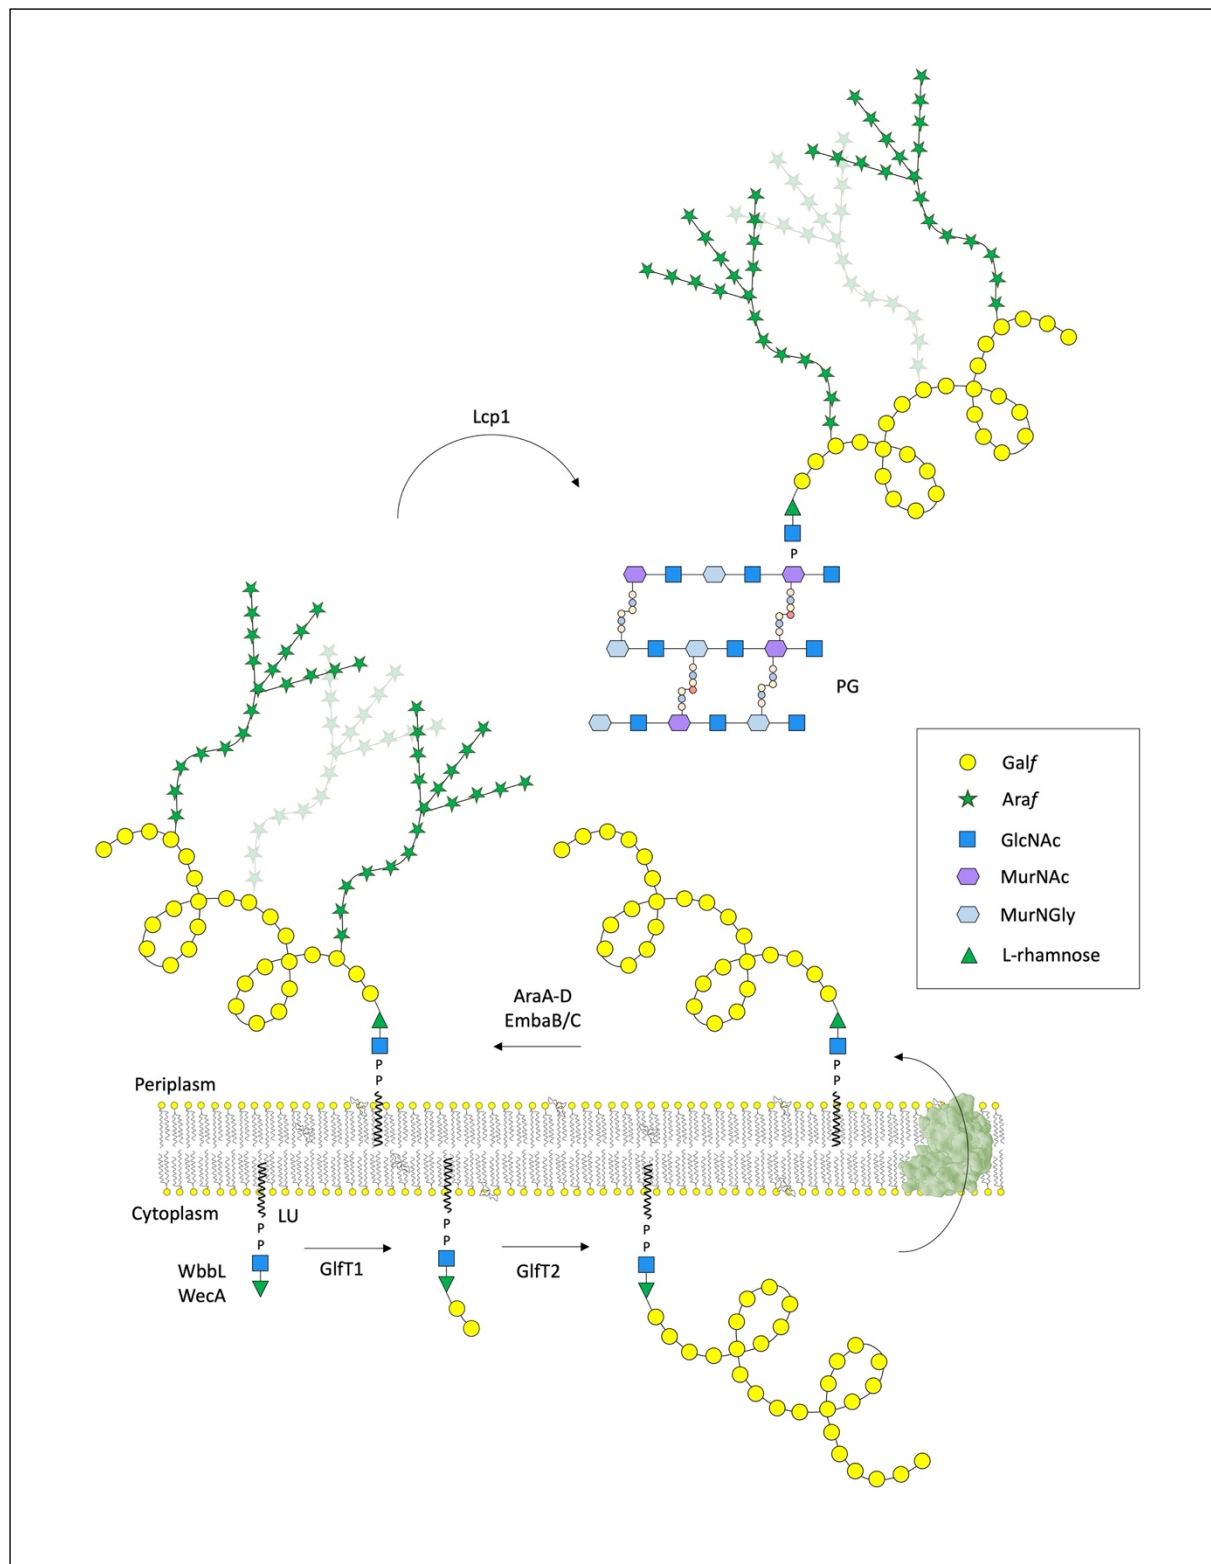 Lcp1
P
PG
Galf
Araf
GlcNAc
MurNAc
MurNGly
L-rhamnose
AraA-D
EmbaB/C
P
P
P
P
Periplasm
Cytoplasm
LU
P
P
P
P
P
P
WbbL
WecA
GlfT1
GlfT2